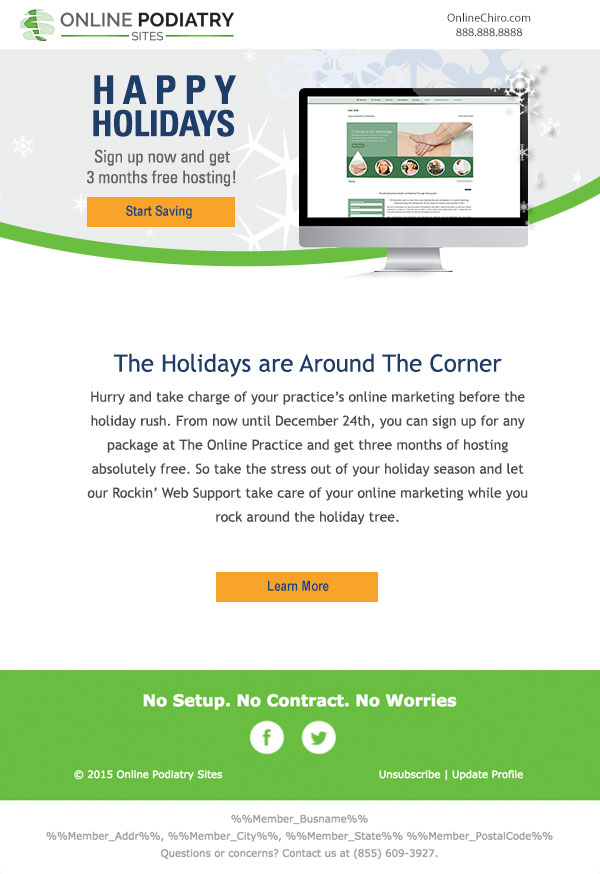 ONLINE PODIATRY
SITES
OnlineChiro.com
888.888.8888
HAPPY
HOLIDAYS
Sign up now and get
3 months free hosting!
Start Saving
Chiropractic Massage
The Holidays are Around The Corner
Hurry and take charge of your practice’s online marketing before the
holiday rush. From now until December 24th, you can sign up for any
package at The Online Practice and get three months of hosting
absolutely free. So take the stress out of your holiday season and let
our Rockin’ Web Support take care of your online marketing while you
rock around the holiday tree.
Learn More
No Setup. No Contract. No Worries
f
© 2015 Online Podiatry Sites
Unsubscribe | Update Profile
%%Member_Busname%%
%%Member_Addr%%, %%Member_City%%, %%Member_State%% %%Member_PostalCode%%
Questions or concerns? Contact us at (855) 609-3927.